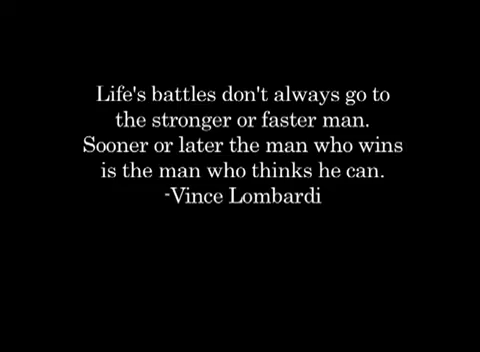 Life's battles don't always go to
the stronger or faster man.
Sooner or later the man who wins
is the man who thinks he can.
-Vince Lombardi